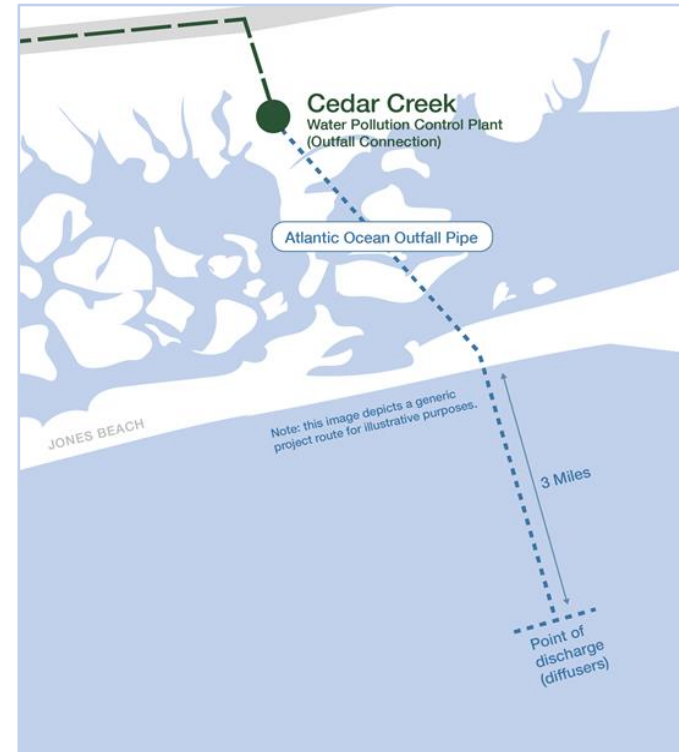 Cedar Creek
Water Pollution Control Plant
(Outfall Connection)
Atlantic Ocean Outfall Pipe
JONES BEACH
Note: this image depicts a generic
project route for illustrative purposes.
3 Miles
Point of
discharge
(diffusers)